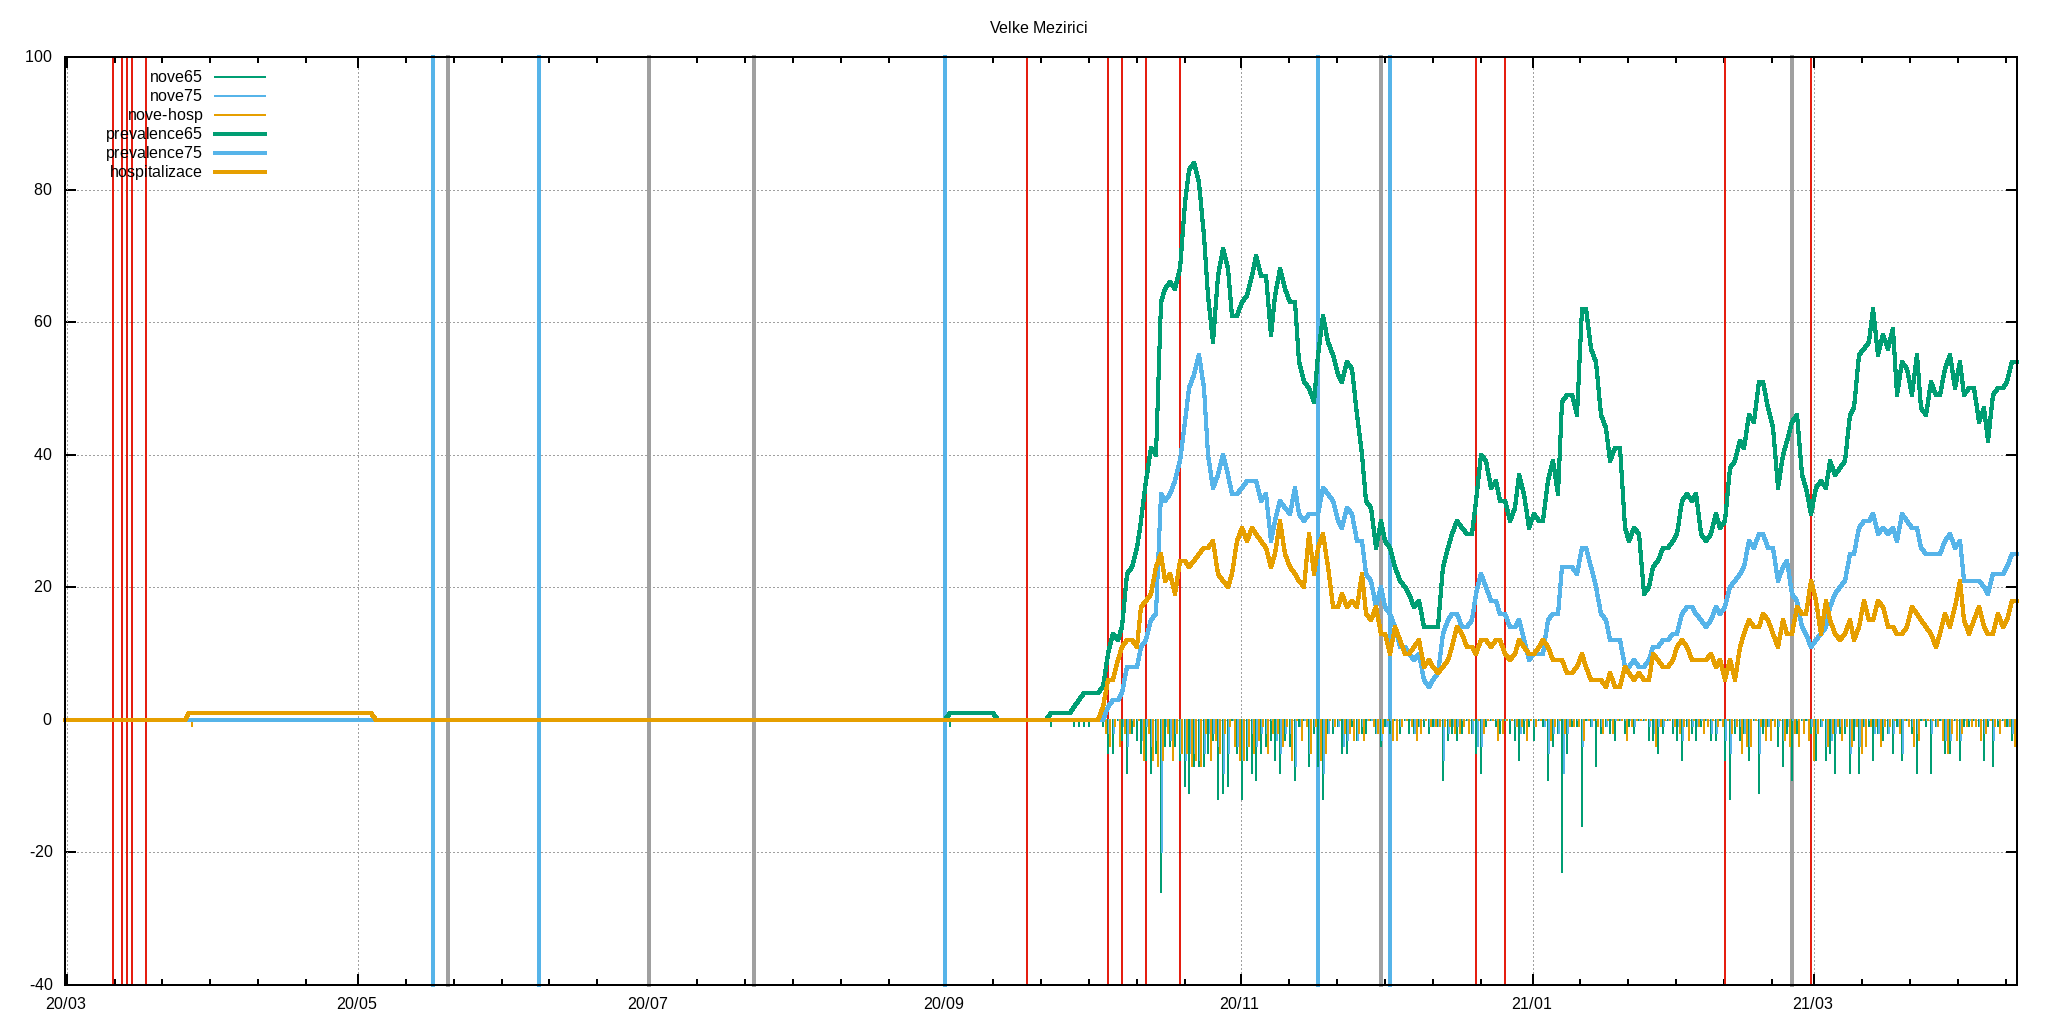 Velke Mezirici
100
80
60
40
20
0
-20
-40
nove65
nove75
nove-hosp
prevalence65
prevalence75
hospitalizace
20/03 20/05 20/07 20/09 20/11 21/01 21/03